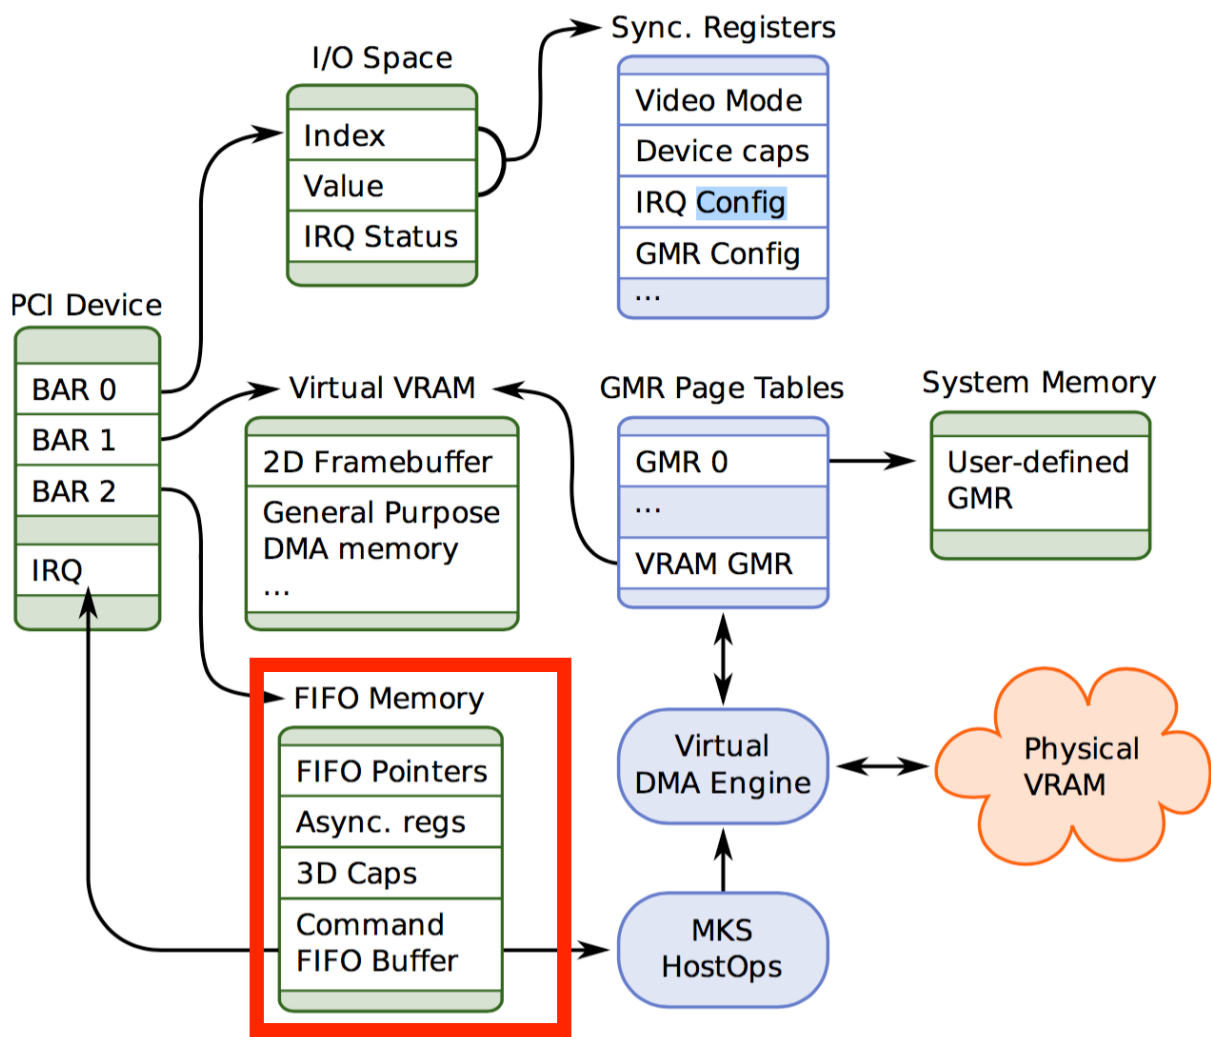 Sync. Registers
Video Mode
Device caps
IRQ Config
GMR Config
...
I/O Space
Index
Value
IRQ Status
PCI Device
BAR 0
BAR 1
BAR 2
IRQ
Virtual VRAM
2D Framebuffer
General Purpose
DMA memory
...
GMR Page Tables
GMR 0
...
VRAM GMR
System Memory
User-defined
GMR
FIFO Memory
FIFO Pointers
Async. regs
3D Caps
Command
FIFO Buffer
Virtual
DMA Engine
Physical
VRAM
MKS
HostOps